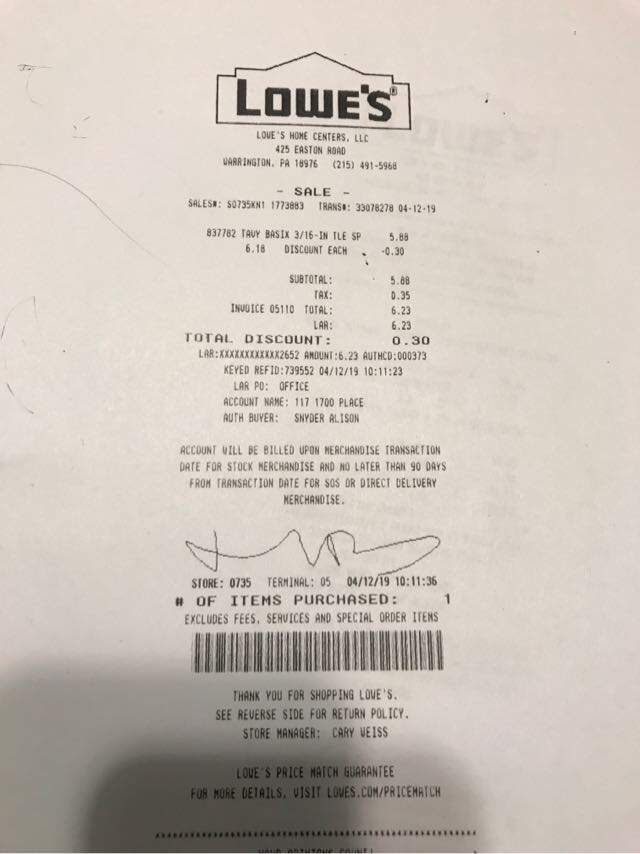 LOWE'S®
LOWE'S HOME CENTERS, LLC
425 EASTON ROAD
WARRINGTON, PA 18976 (215) 491-5968
- SALE -
SALES#: S0735KN1 1773883 TRANS#: 33078278 04-12-19
837782 TAVY BASIX 3/16-IN TLE SP 5.88
6.18 DISCOUNT EACH -0.30
SUBTOTAL: 5.88
TAX: 0.35
INVOICE 05110 TOTAL: 6.23
LAR: 6.23
TOTAL DISCOUNT: 0.30
LAR:XXXXXXXXXXXX2652 AMOUNT:6.23 AUTHCD:000373
KEYED REFID:739552 04/12/19 10:11:23
LAR PO: OFFICE
ACCOUNT NAME: 117 1700 PLACE
AUTH BUYER: SNYDER ALISON
ACCOUNT WILL BE BILLED UPON MERCHANDISE TRANSACTION
DATE FOR STOCK MERCHANDISE AND NO LATER THAN 90 DAYS
FROM TRANSACTION DATE FOR SOS OR DIRECT DELIVERY
MERCHANDISE.
STORE: 0735 TERMINAL: 05 04/12/19 10:11:36
# OF ITEMS PURCHASED: 1
EXCLUDES FEES, SERVICES AND SPECIAL ORDER ITEMS
THANK YOU FOR SHOPPING LOWE'S.
SEE REVERSE SIDE FOR RETURN POLICY.
STORE MANAGER: CARY WEISS
LOWE'S PRICE MATCH GUARANTEE
FOR MORE DETAILS, VISIT LOWES.COM/PRICEMATCH